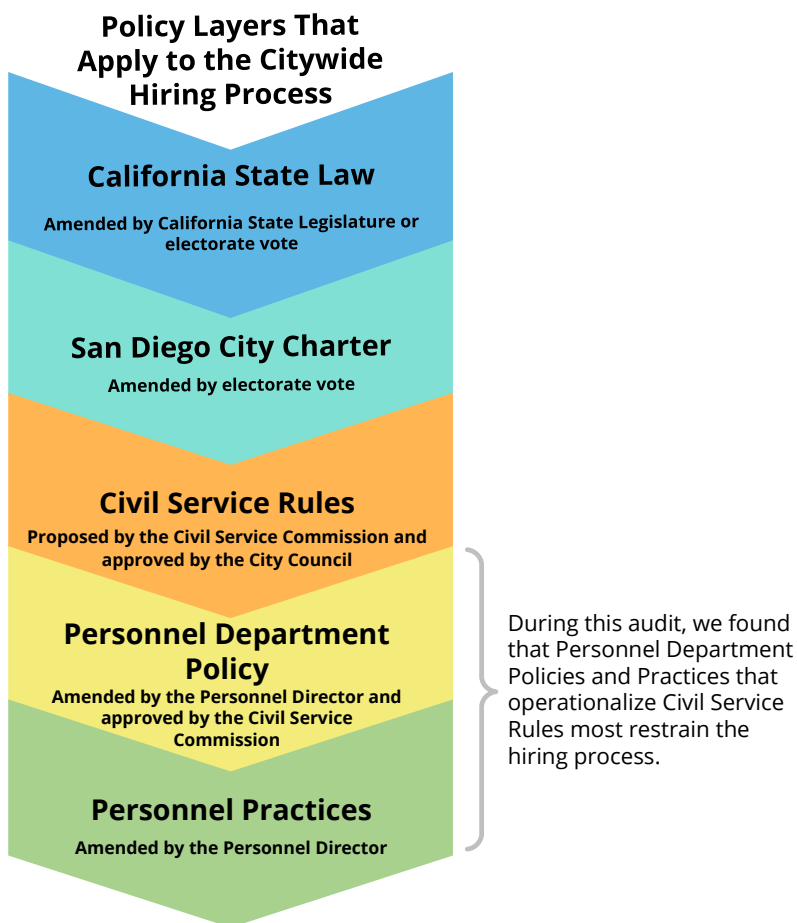 Policy Layers That
Apply to the Citywide
Hiring Process
California State Law
Amended by California State Legislature or
electorate vote
San Diego City Charter
Amended by electorate vote
Civil Service Rules
Proposed by the Civil Service Commission and
approved by the City Council
Personnel Department
Policy
Amended by the Personnel Director and
approved by the Civil Service
Commission
Personnel Practices
Amended by the Personnel Director
During this audit, we found
that Personnel Department
Policies and Practices that
operationalize Civil Service
Rules most restrain the
hiring process.